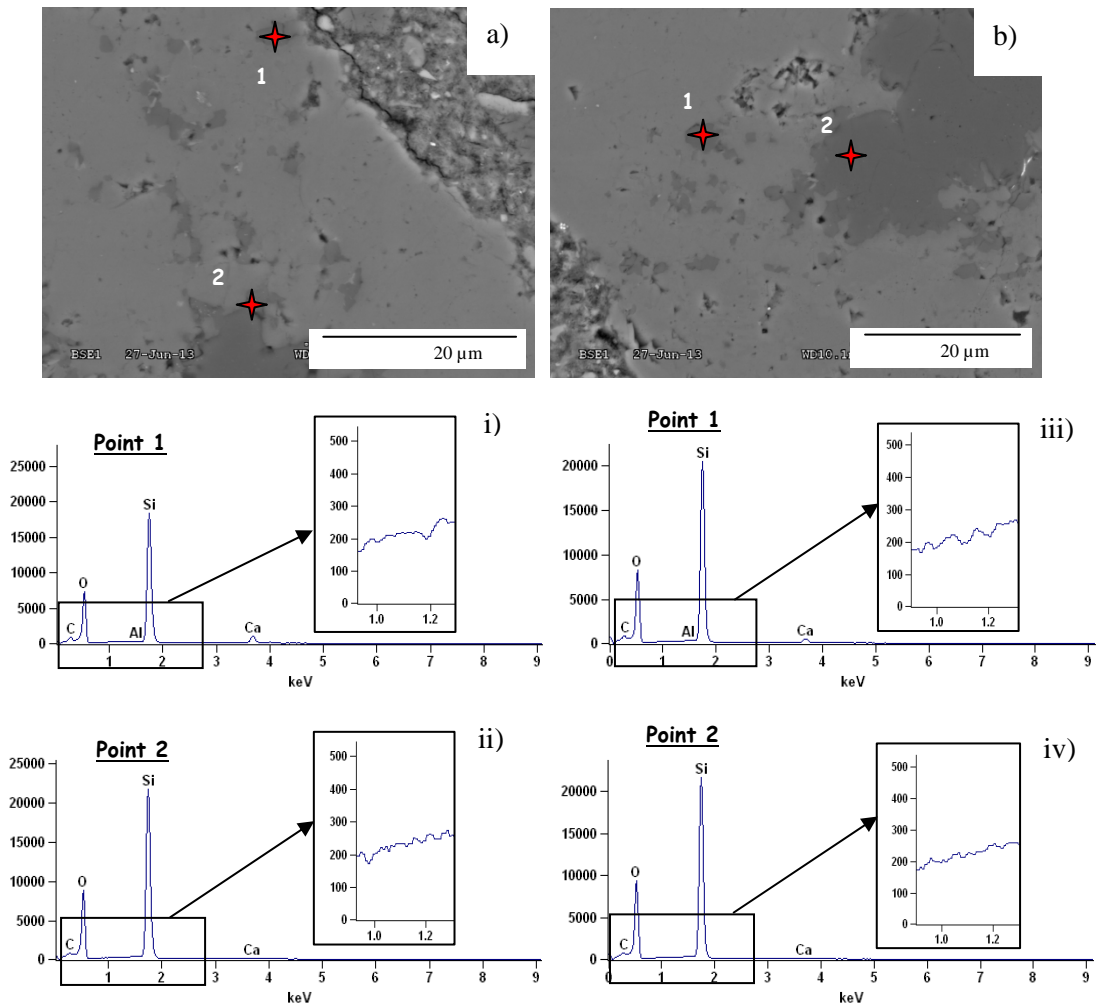 a)
1
2
20 µm
BSE1 27-Jun-13 WD
b)
1
2
20 µm
BSE1 27-Jun-13 WD10.1
Point 1
i)
25000
20000
15000
10000
5000
0
C
O
Al
Si
Ca
1 2 3 4 5 6 7 8 9
keV
500
400
300
200
100
0
1.0 1.2
Point 1
iii)
20000
15000
10000
5000
0
C
O
Al
Si
Ca
0 1 2 3 4 5 6 7 8 9
keV
500
400
300
200
100
0
1.0 1.2
Point 2
ii)
25000
20000
15000
10000
5000
0
C
O
Si
Ca
1 2 3 4 5 6 7 8 9
keV
500
400
300
200
100
0
1.0 1.2
Point 2
iv)
20000
15000
10000
5000
0
C
O
Si
Ca
0 1 2 3 4 5 6 7 8 9
keV
500
400
300
200
100
0
1.0 1.2